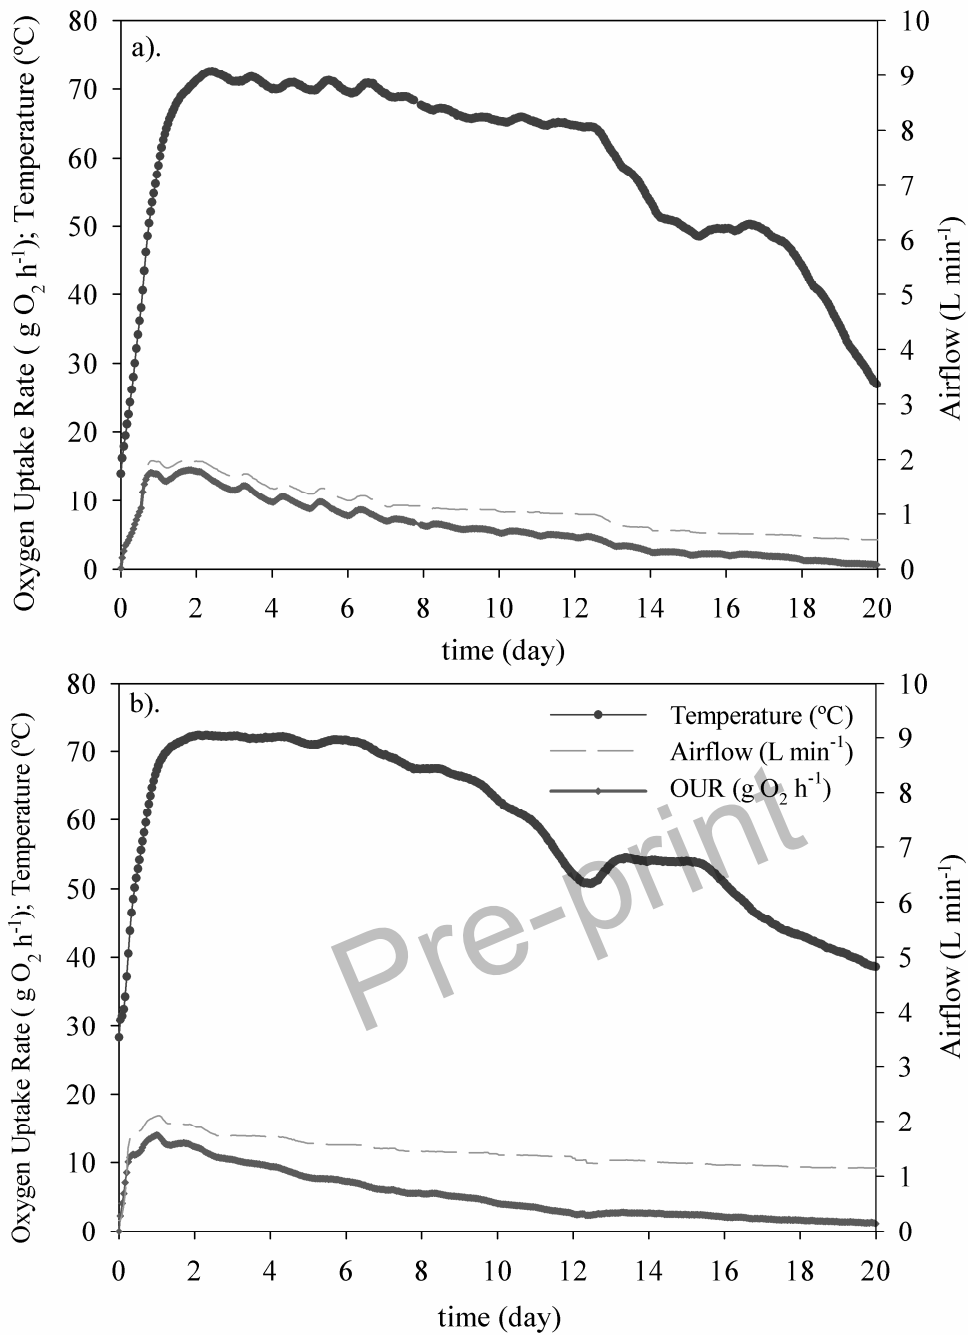 a).
Oxygen Uptake Rate ( g O2 h-1); Temperature (ºC)
80
70
60
50
40
30
20
10
0
10
9
8
7
6
5
4
3
2
1
0
Airflow (L min-1)
0 2 4 6 8 10 12 14 16 18 20
time (day)
b).
Oxygen Uptake Rate ( g O2 h-1); Temperature (ºC)
80
70
60
50
40
30
20
10
0
Temperature (ºC)
Airflow (L min-1)
OUR (g O2 h-1)
Pre-print
10
9
8
7
6
5
4
3
2
1
0
Airflow (L min-1)
0 2 4 6 8 10 12 14 16 18 20
time (day)